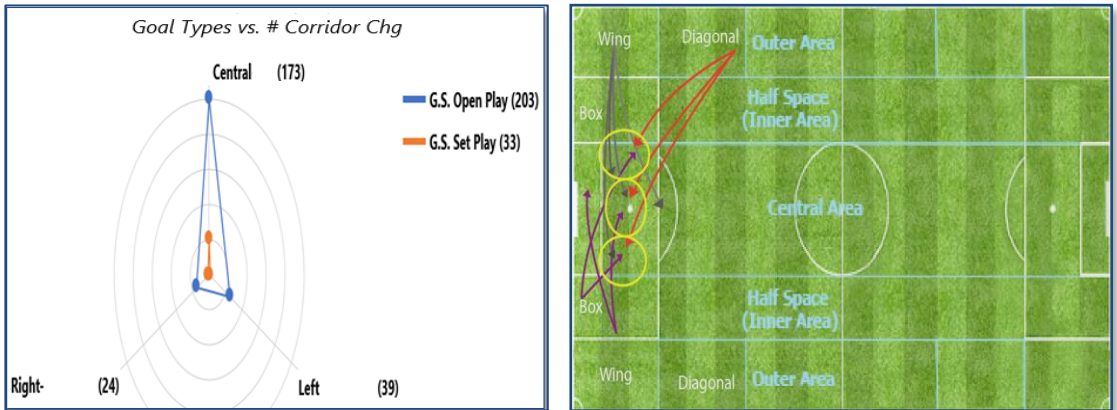 Goal Types vs. # Corridor Chg
Central (173)
G.S. Open Play (203)
G.S. Set Play (33)
Right- (24)
Left (39)
Wing
Diagonal
Outer Area
Box
Half Space
(Inner Area)
Central Area
Box
Half Space
(Inner Area)
Wing
Diagonal
Outer Area